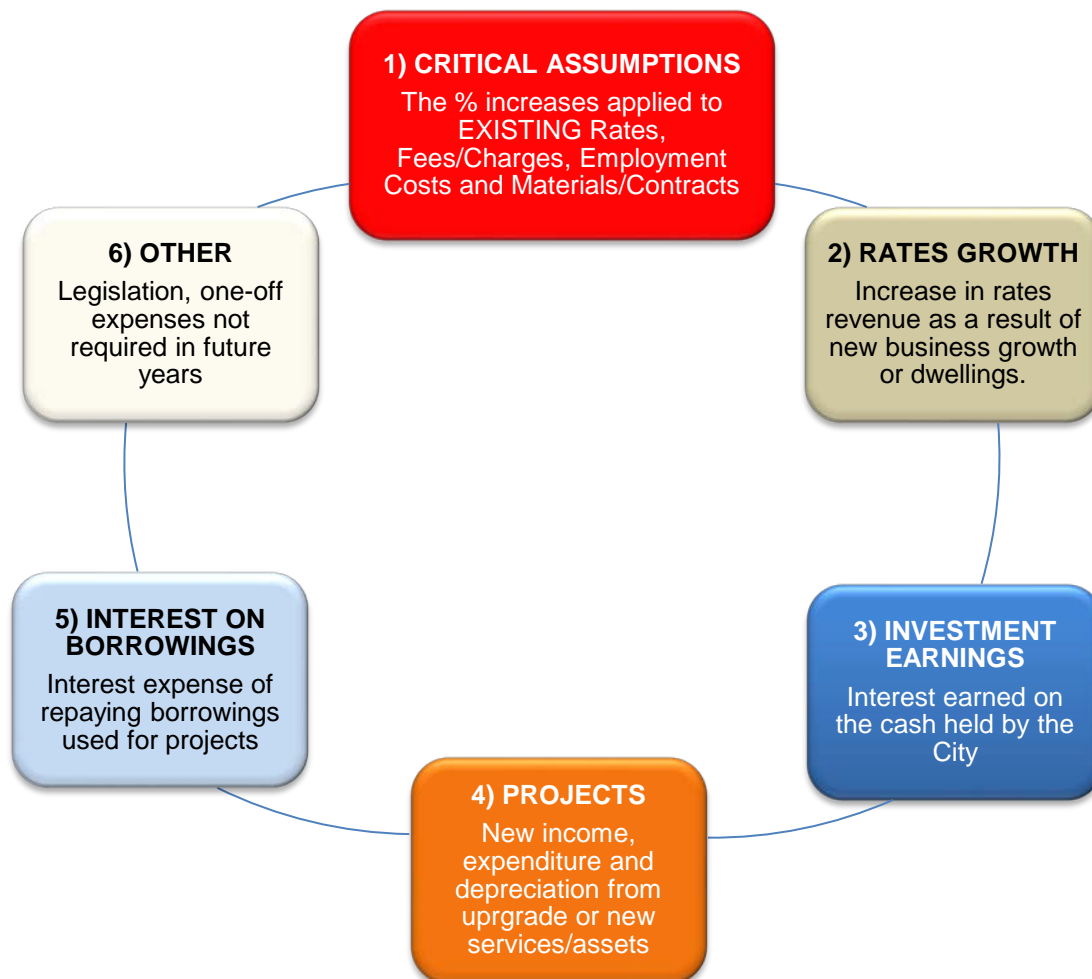 1) CRITICAL ASSUMPTIONS
The % increases applied to
EXISTING Rates,
Fees/Charges, Employment
Costs and Materials/Contracts
2) RATES GROWTH
Increase in rates
revenue as a result of
new business growth
or dwellings.
3) INVESTMENT
EARNINGS
Interest earned on
the cash held by the
City
4) PROJECTS
New income,
expenditure and
depreciation from
uprgrade or new
services/assets
5) INTEREST ON
BORROWINGS
Interest expense of
repaying borrowings
used for projects
6) OTHER
Legislation, one-off
expenses not
required in future
years